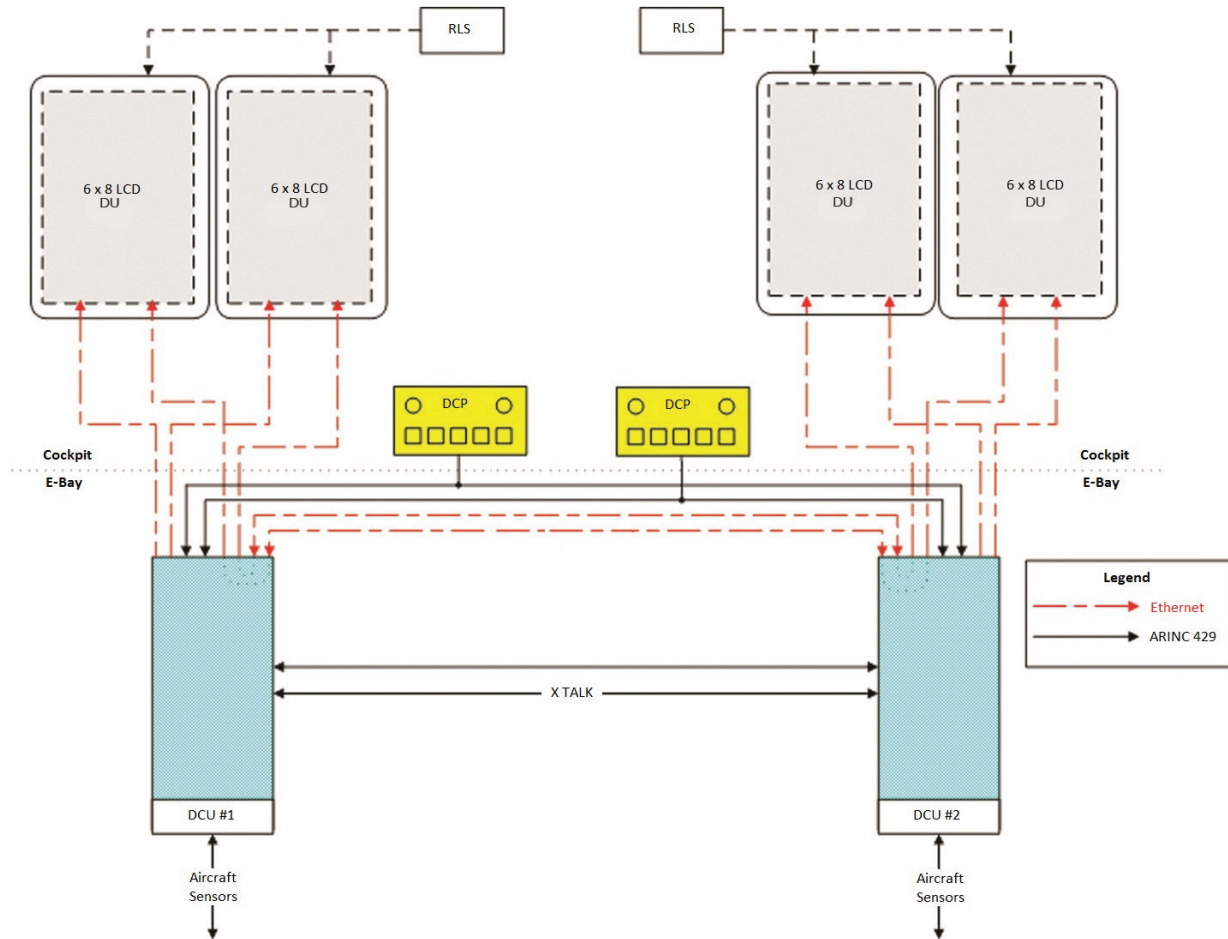 RLS
RLS
6 x 8 LCD
DU
6 x 8 LCD
DU
6 x 8 LCD
DU
6 x 8 LCD
DU
DCP
DCP
Cockpit
E-Bay
Cockpit
E-Bay
Legend
Ethernet
ARINC 429
X TALK
DCU #1
DCU #2
Aircraft
Sensors
Aircraft
Sensors